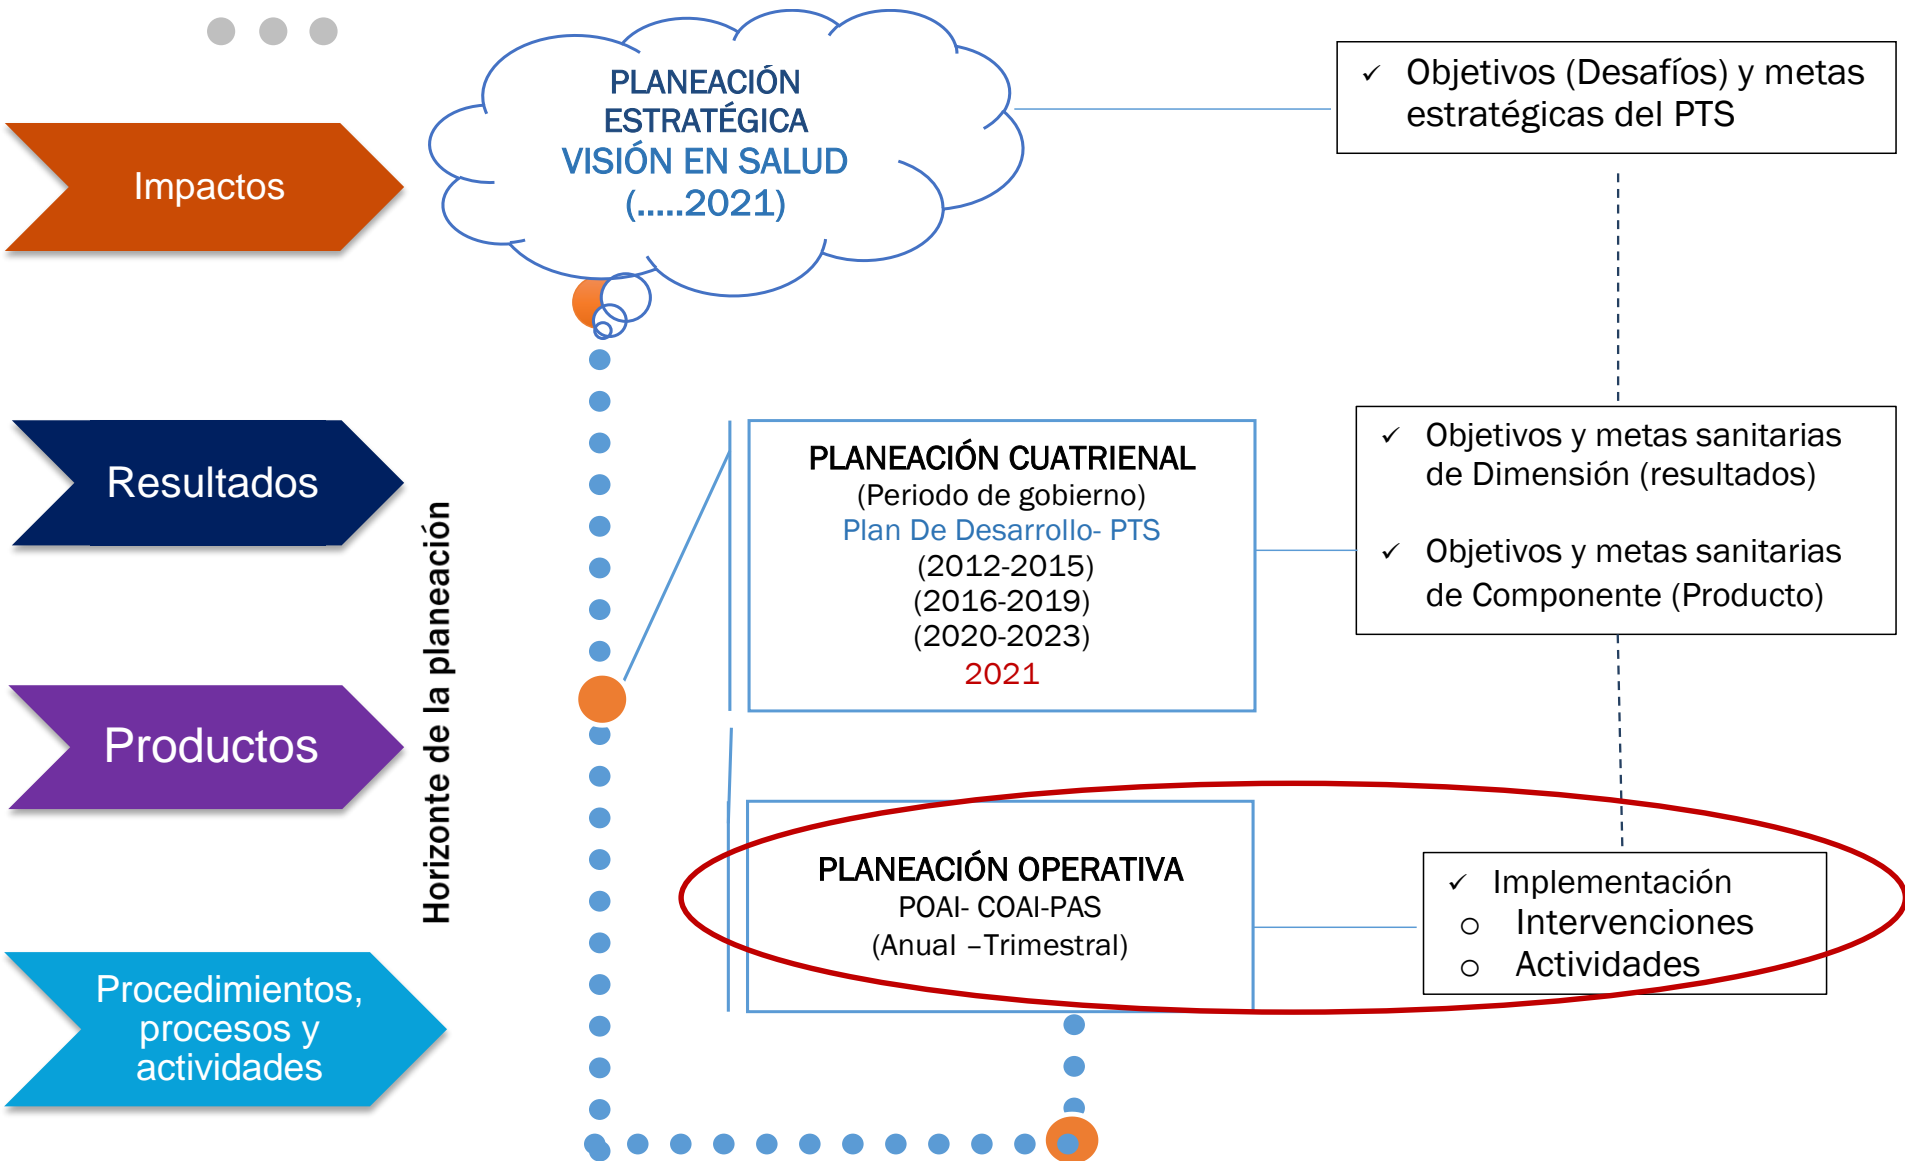 Impactos
PLANEACIÓN
ESTRATÉGICA
VISIÓN EN SALUD
(.....2021)
✓ Objetivos (Desafíos) y metas
estratégicas del PTS
Resultados
Horizonte de la planeación
PLANEACIÓN CUATRIENAL
(Periodo de gobierno)
Plan De Desarrollo- PTS
(2012-2015)
(2016-2019)
(2020-2023)
2021
✓ Objetivos y metas sanitarias
de Dimensión (resultados)
✓ Objetivos y metas sanitarias
de Componente (Producto)
Productos
PLANEACIÓN OPERATIVA
POAI- COAI-PAS
(Anual –Trimestral)
✓ Implementación
o Intervenciones
o Actividades
Procedimientos,
procesos y
actividades